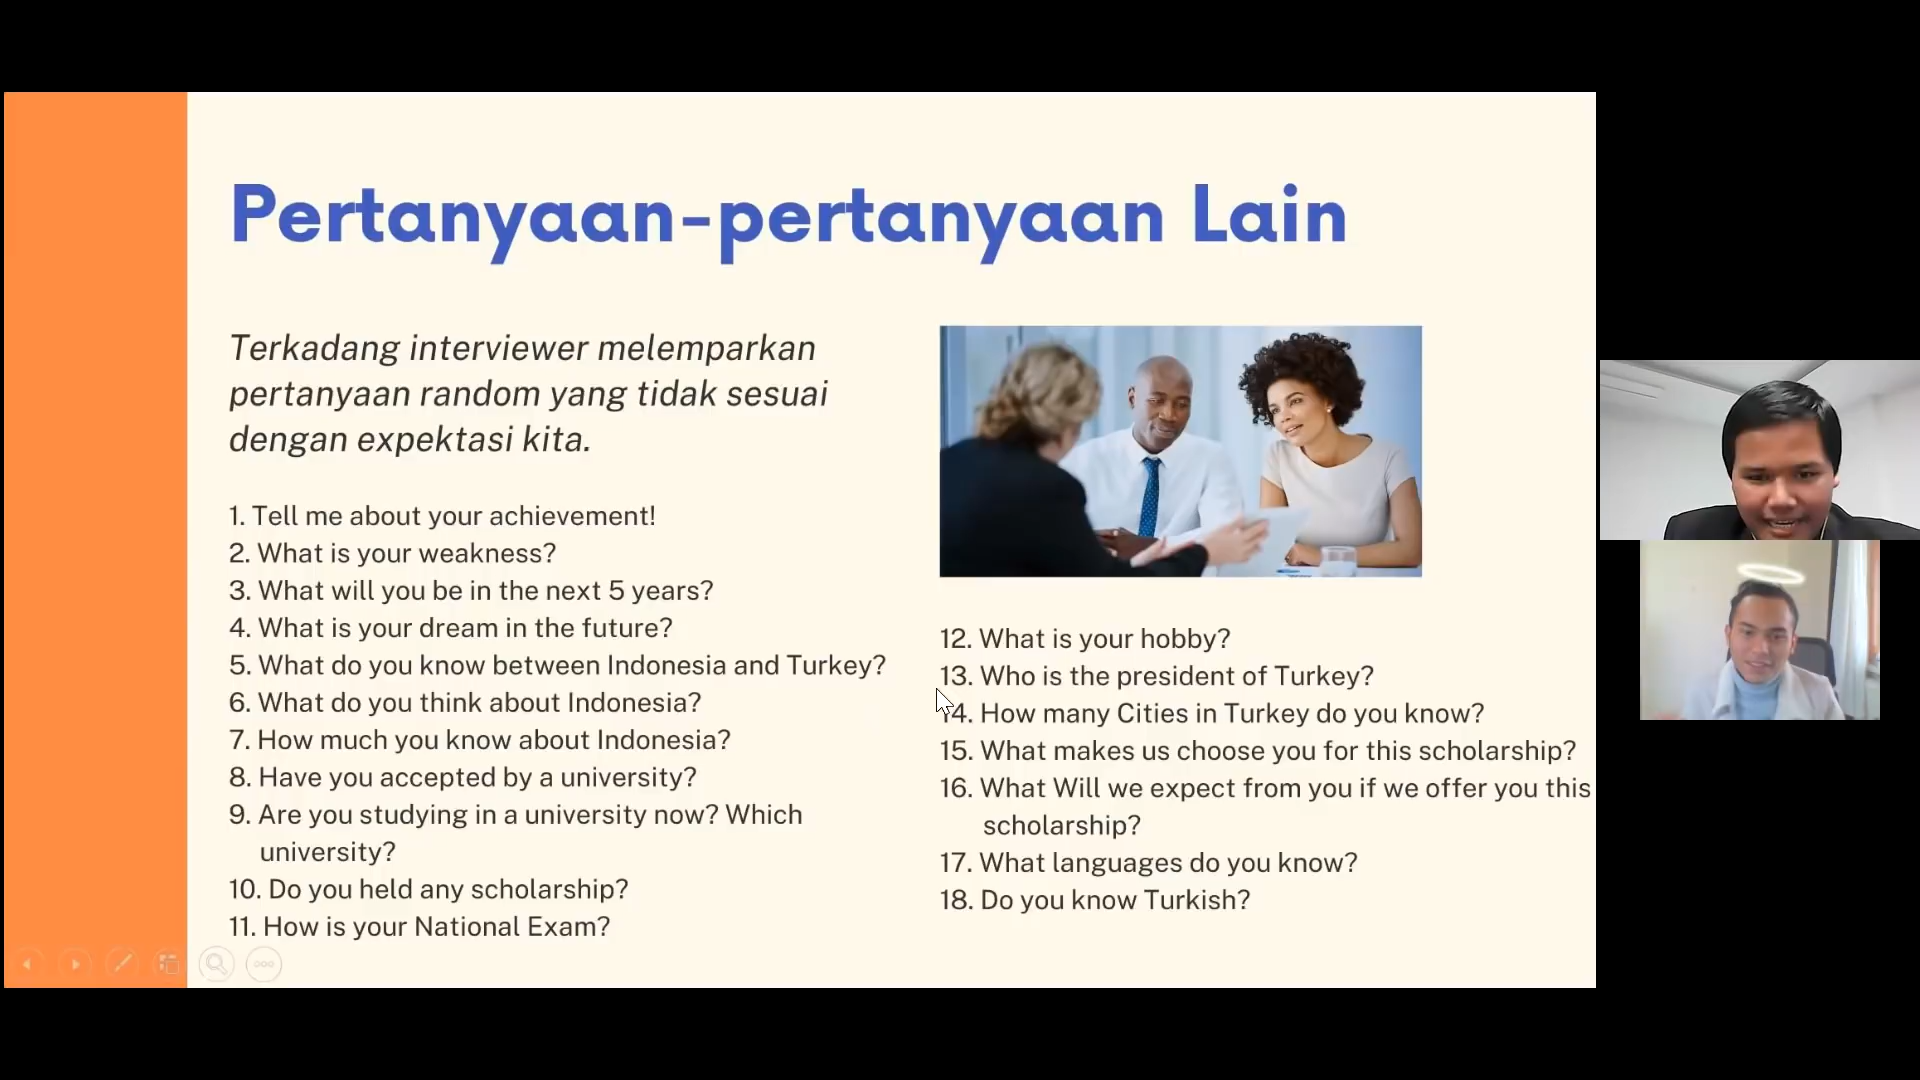 Pertanyaan-pertanyaan Lain
Terkadang interviewer melemparkan
pertanyaan random yang tidak sesuai
dengan expektasi kita.
1. Tell me about your achievement!
2. What is your weakness?
3. What will you be in the next 5 years?
4. What is your dream in the future?
5. What do you know between Indonesia and Turkey?
6. What do you think about Indonesia?
7. How much you know about Indonesia?
8. Have you accepted by a university?
9. Are you studying in a university now? Which
university?
10. Do you held any scholarship?
11. How is your National Exam?
12. What is your hobby?
13. Who is the president of Turkey?
14. How many Cities in Turkey do you know?
15. What makes us choose you for this scholarship?
16. What Will we expect from you if we offer you this
scholarship?
17. What languages do you know?
18. Do you know Turkish?